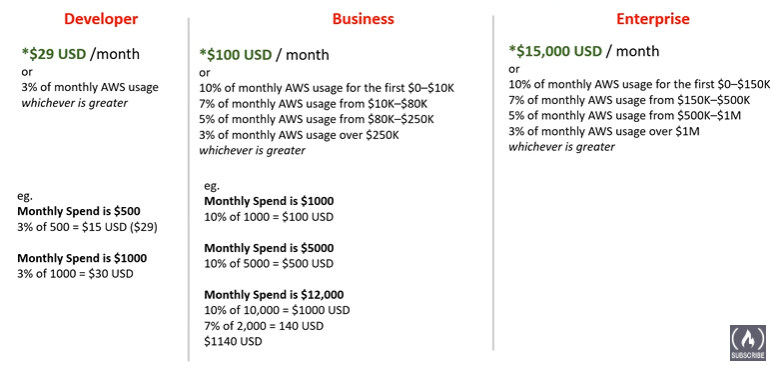 Developer
*$29 USD /month
or
3% of monthly AWS usage
whichever is greater
eg.
Monthly Spend is $500
3% of 500 = $15 USD ($29)
Monthly Spend is $1000
3% of 1000 = $30 USD
Business
*$100 USD / month
or
10% of monthly AWS usage for the first $0–$10K
7% of monthly AWS usage from $10K–$80K
5% of monthly AWS usage from $80K–$250K
3% of monthly AWS usage over $250K
whichever is greater
eg.
Monthly Spend is $1000
10% of 1000 = $100 USD
Monthly Spend is $5000
10% of 5000 = $500 USD
Monthly Spend is $12,000
10% of 10,000 = $1000 USD
7% of 2,000 = 140 USD
$1140 USD
Enterprise
*$15,000 USD / month
or
10% of monthly AWS usage for the first $0–$150K
7% of monthly AWS usage from $150K–$500K
5% of monthly AWS usage from $500K–$1M
3% of monthly AWS usage over $1M
whichever is greater
SUBSCRIBE